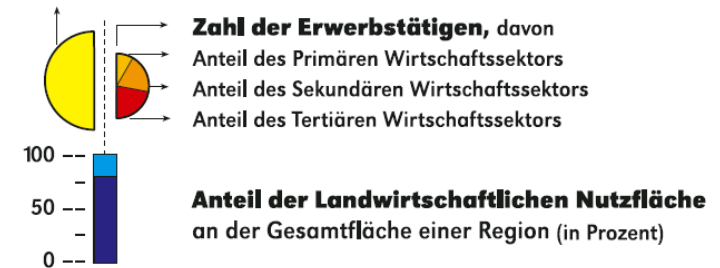 Zahl der Erwerbstätigen, davon
Anteil des Primären Wirtschaftssektors
Anteil des Sekundären Wirtschaftssektors
Anteil des Tertiären Wirtschaftssektors
100
50
0
Anteil der Landwirtschaftlichen Nutzfläche
an der Gesamtfläche einer Region (in Prozent)